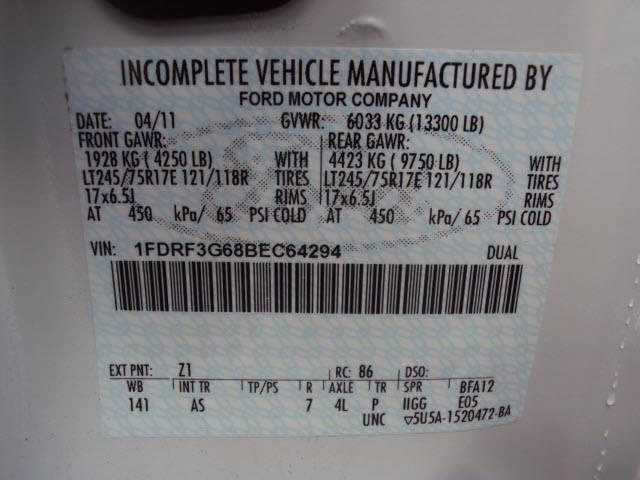 INCOMPLETE VEHICLE MANUFACTURED BY
FORD MOTOR COMPANY
DATE: 04/11 GVWR: 6033 KG (13300 LB)
FRONT GAWR: REAR GAWR:
1928 KG ( 4250 LB) WITH 4423 KG ( 9750 LB) WITH
LT245/75R17E 121/118R TIRES LT245/75R17E 121/118R TIRES
17x6.5J RIMS 17x6.5J RIMS
AT 450 kPa/ 65 PSI COLD AT 450 kPa/ 65 PSI COLD
VIN: 1FDRF3G68BEC64294 DUAL
EXT PNT: Z1 RC: 86 DSO:
WB INT TR TP/PS R AXLE TR SPR BFA12
141 AS 7 4L P IIGG E05
UNC ▽5U5A-1520472-BA